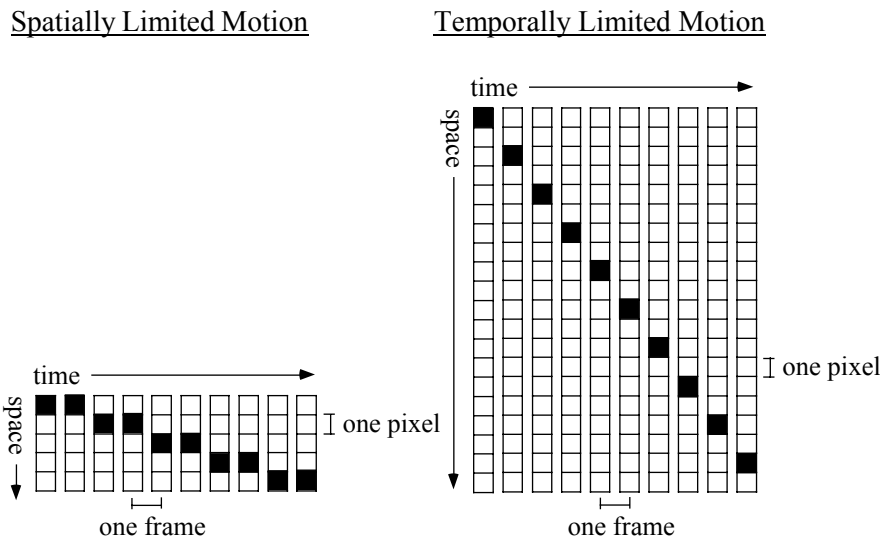 Spatially Limited Motion
time
space
one pixel
one frame
Temporally Limited Motion
time
space
one pixel
one frame